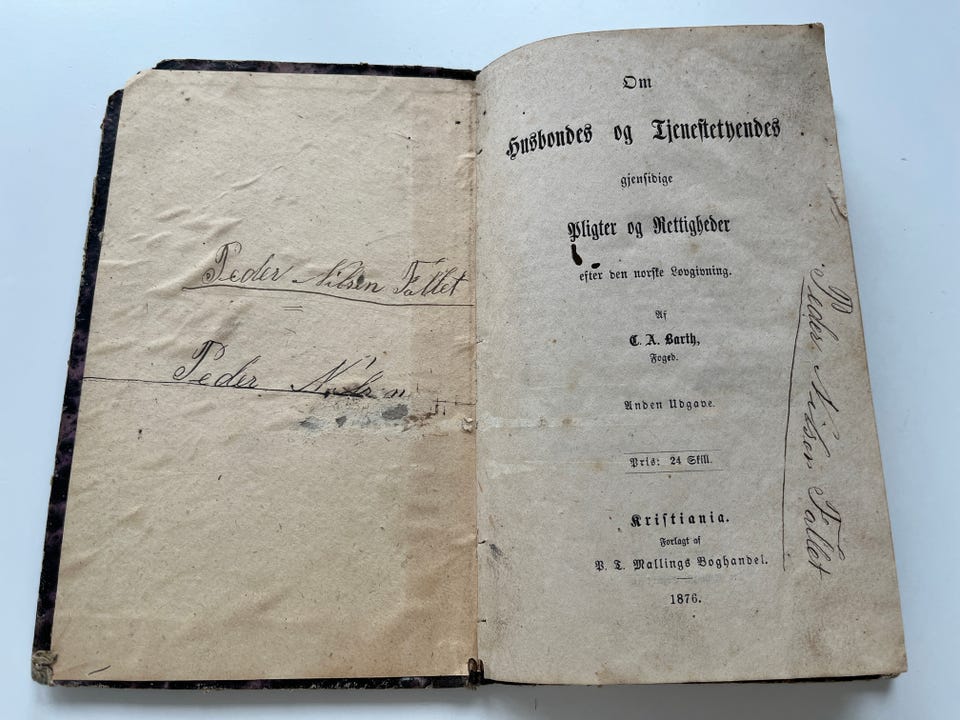 Peder Nilsen Fallet
Peder Nilsen
Om
Husbondes og Tjenestetyendes
gjensidige
Pligter og Rettigheder
efter den norske Lovgivning.
Af
C. A. Barth,
Foged.
Anden Udgave.
Pris: 24 Skill.
Kristiania.
Forlagt af
P. T. Mallings Boghandel.
1876.
Peder Nilsen Fallet